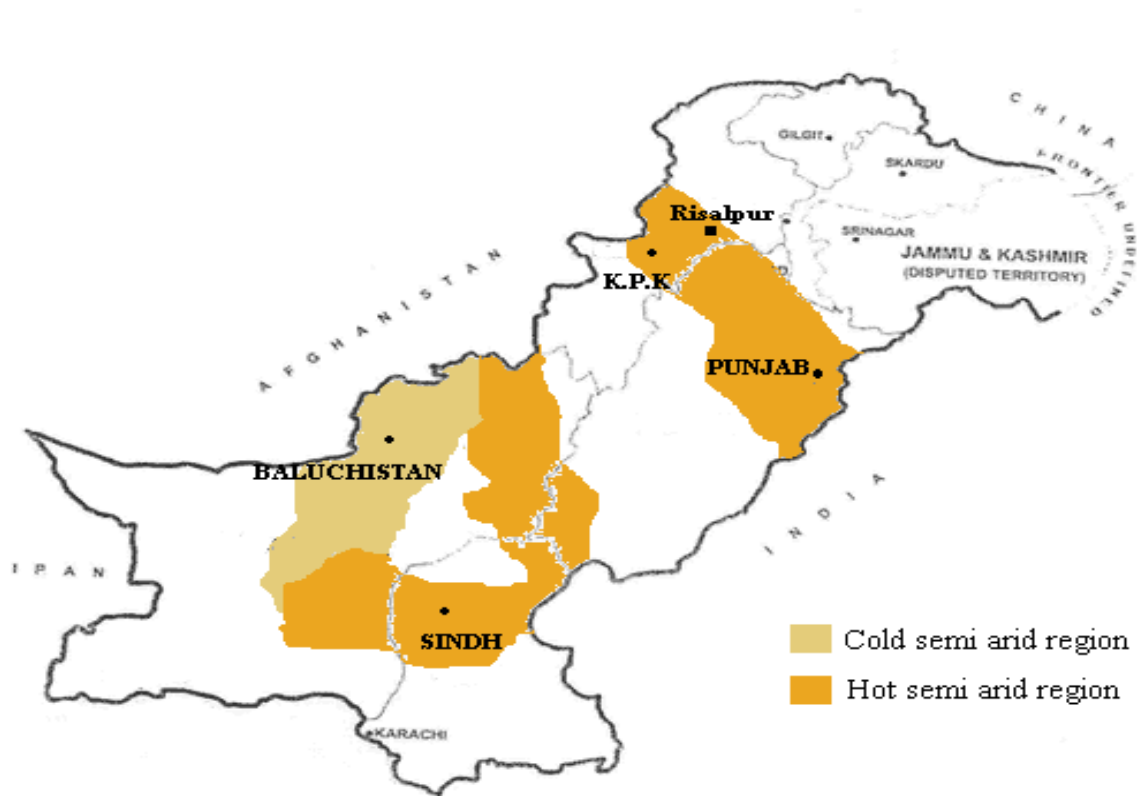 CHINA
FRONTIER UNDEFINED
GILGIT
SKARDU
Risalpur
SRINAGAR
JAMMU & KASHMIR
(DISPUTED TERRITORY)
K.P.K
AFGHANISTAN
PUNJAB
BALUCHISTAN
INDIA
IPAN
SINDH
KARACHI
Cold semi arid region
Hot semi arid region